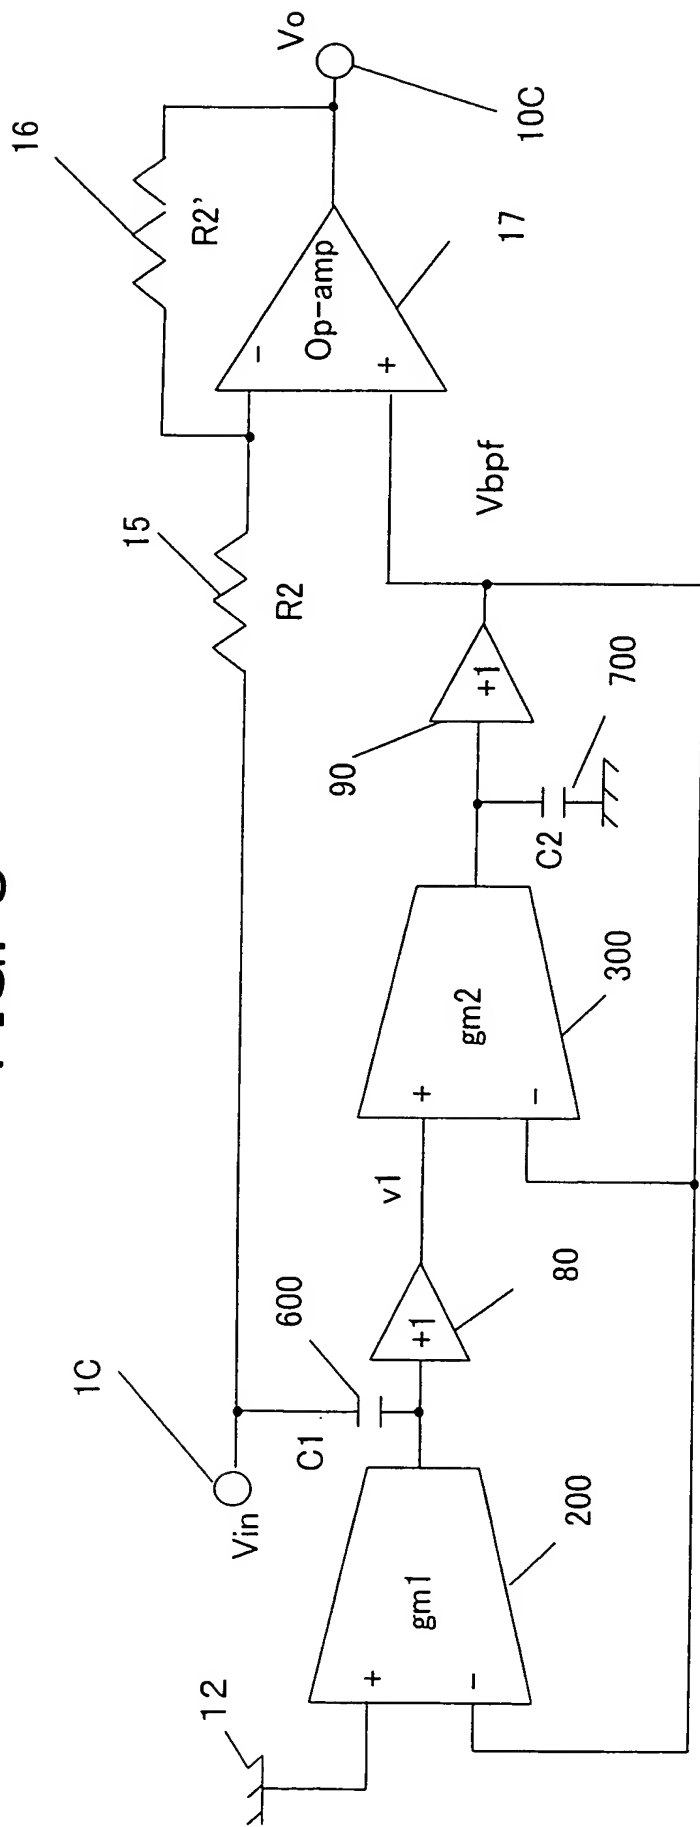 1C
Vin
15
R2
16
R2'
Vo
10C
12
gm1
+
−
200
C1
600
+1
80
v1
gm2
+
−
300
C2
700
90
+1
Vbpf
Op-amp
−
+
17